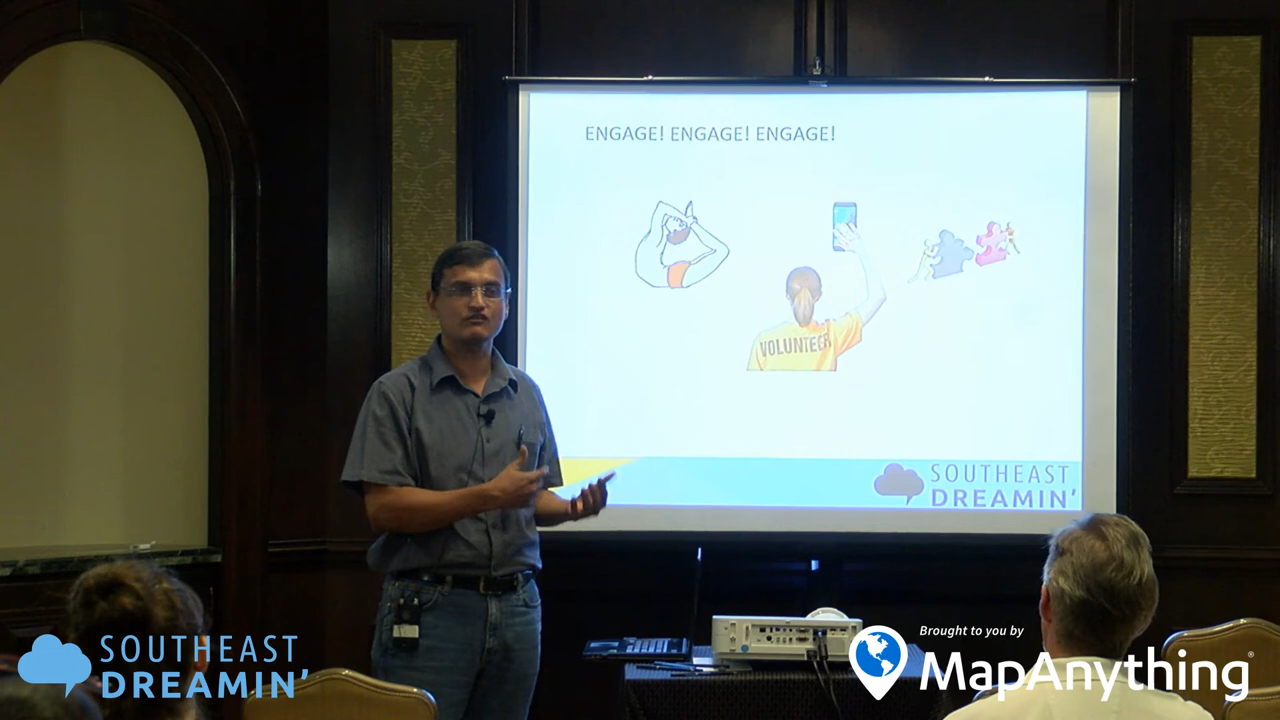 ENGAGE! ENGAGE! ENGAGE!
VOLUNTEER
SOUTHEAST
DREAMIN'
SOUTHEAST
DREAMIN'
Brought to you by
MapAnything®